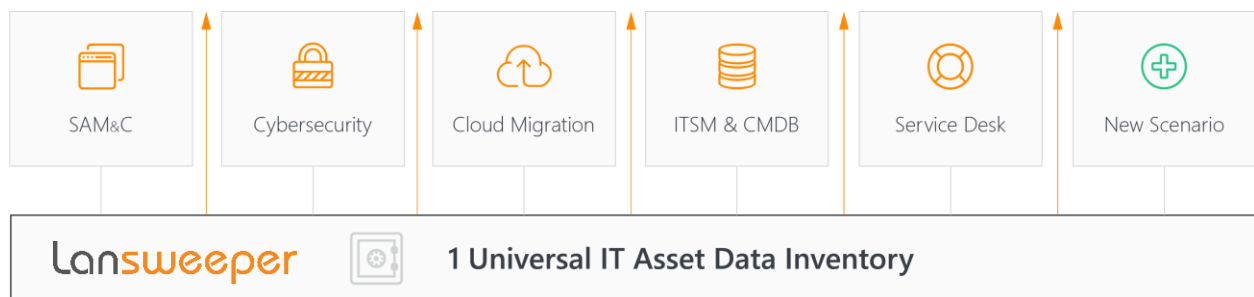 SAM&C
Cybersecurity
Cloud Migration
ITSM & CMDB
Service Desk
New Scenario
Lansweeper 1 Universal IT Asset Data Inventory